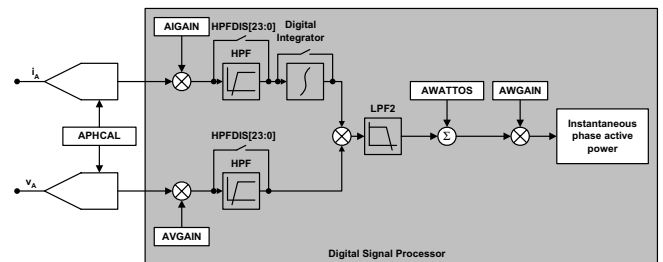 AIGAIN
HPFDIS[23:0]
HPF
Digital
Integrator
iA
APHCAL
LPF2
AWATTOS
AWGAIN
Instantaneous
phase active
power
HPFDIS[23:0]
HPF
vA
AVGAIN
Σ
Digital Signal Processor